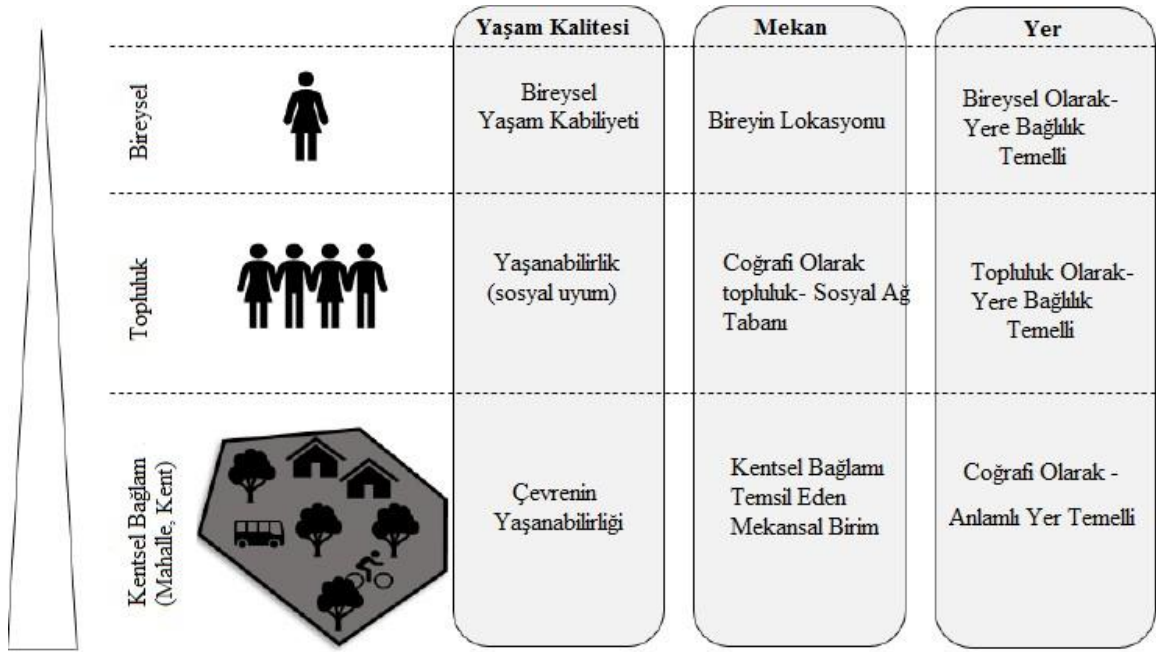 Yaşam Kalitesi
Mekan
Yer
Bireysel
Bireysel
Yaşam Kabiliyeti
Bireyin Lokasyonu
Bireysel Olarak-
Yere Bağlılık
Temelli
Topluluk
Yaşanabilirlik
(sosyal uyum)
Coğrafi Olarak
topluluk- Sosyal Ağ
Tabanı
Topluluk Olarak-
Yere Bağlılık
Temelli
Kentsel Bağlam
(Mahalle, Kent)
Çevrenin
Yaşanabilirliği
Kentsel Bağlamı
Temsil Eden
Mekansal Birim
Coğrafi Olarak -
Anlamlı Yer Temelli